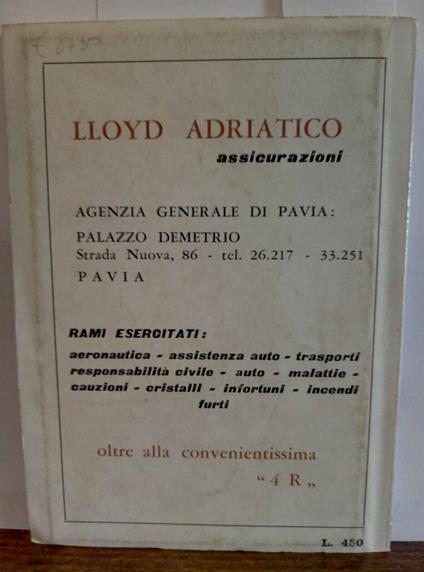 € 8,50
LLOYD ADRIATICO
assicurazioni
AGENZIA GENERALE DI PAVIA:
PALAZZO DEMETRIO
Strada Nuova, 86 - tel. 26.217 - 33.251
PAVIA
RAMI ESERCITATI:
aeronautica - assistenza auto - trasporti
responsabilità civile - auto - malattie -
cauzioni - cristalli - infortuni - incendi
furti
oltre alla convenientissima
“ 4 R „
L. 450